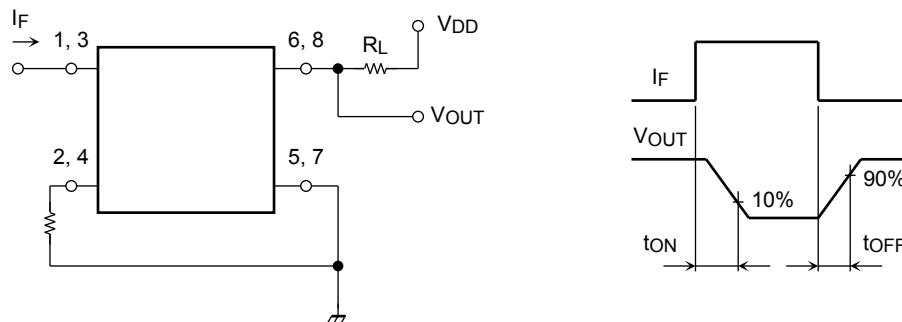 IF
1, 3
6, 8
RL
VDD
VOUT
2, 4
5, 7
IF
VOUT
10%
90%
tON
tOFF